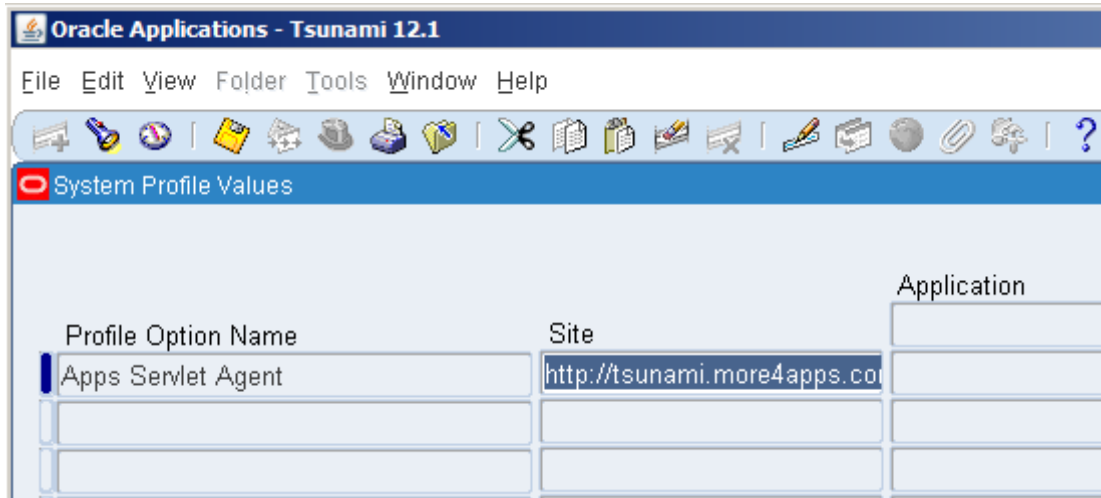 Oracle Applications - Tsunami 12.1
File Edit View Folder Tools Window Help
System Profile Values
Application
Profile Option Name Site
Apps Servlet Agent http://tsunami.more4apps.co